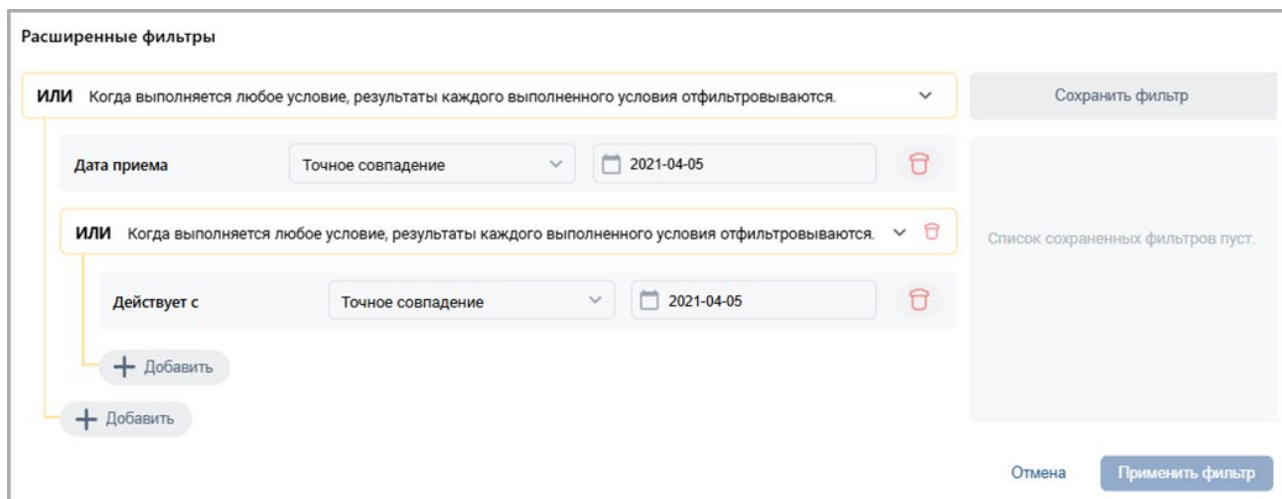 Расширенные фильтры
ИЛИ Когда выполняется любое условие, результаты каждого выполненного условия отфильтровываются.
Сохранить фильтр
Дата приема Точное совпадение 2021-04-05
ИЛИ Когда выполняется любое условие, результаты каждого выполненного условия отфильтровываются.
Список сохраненных фильтров пуст.
Действует с Точное совпадение 2021-04-05
Добавить
Добавить
Отмена Применить фильтр